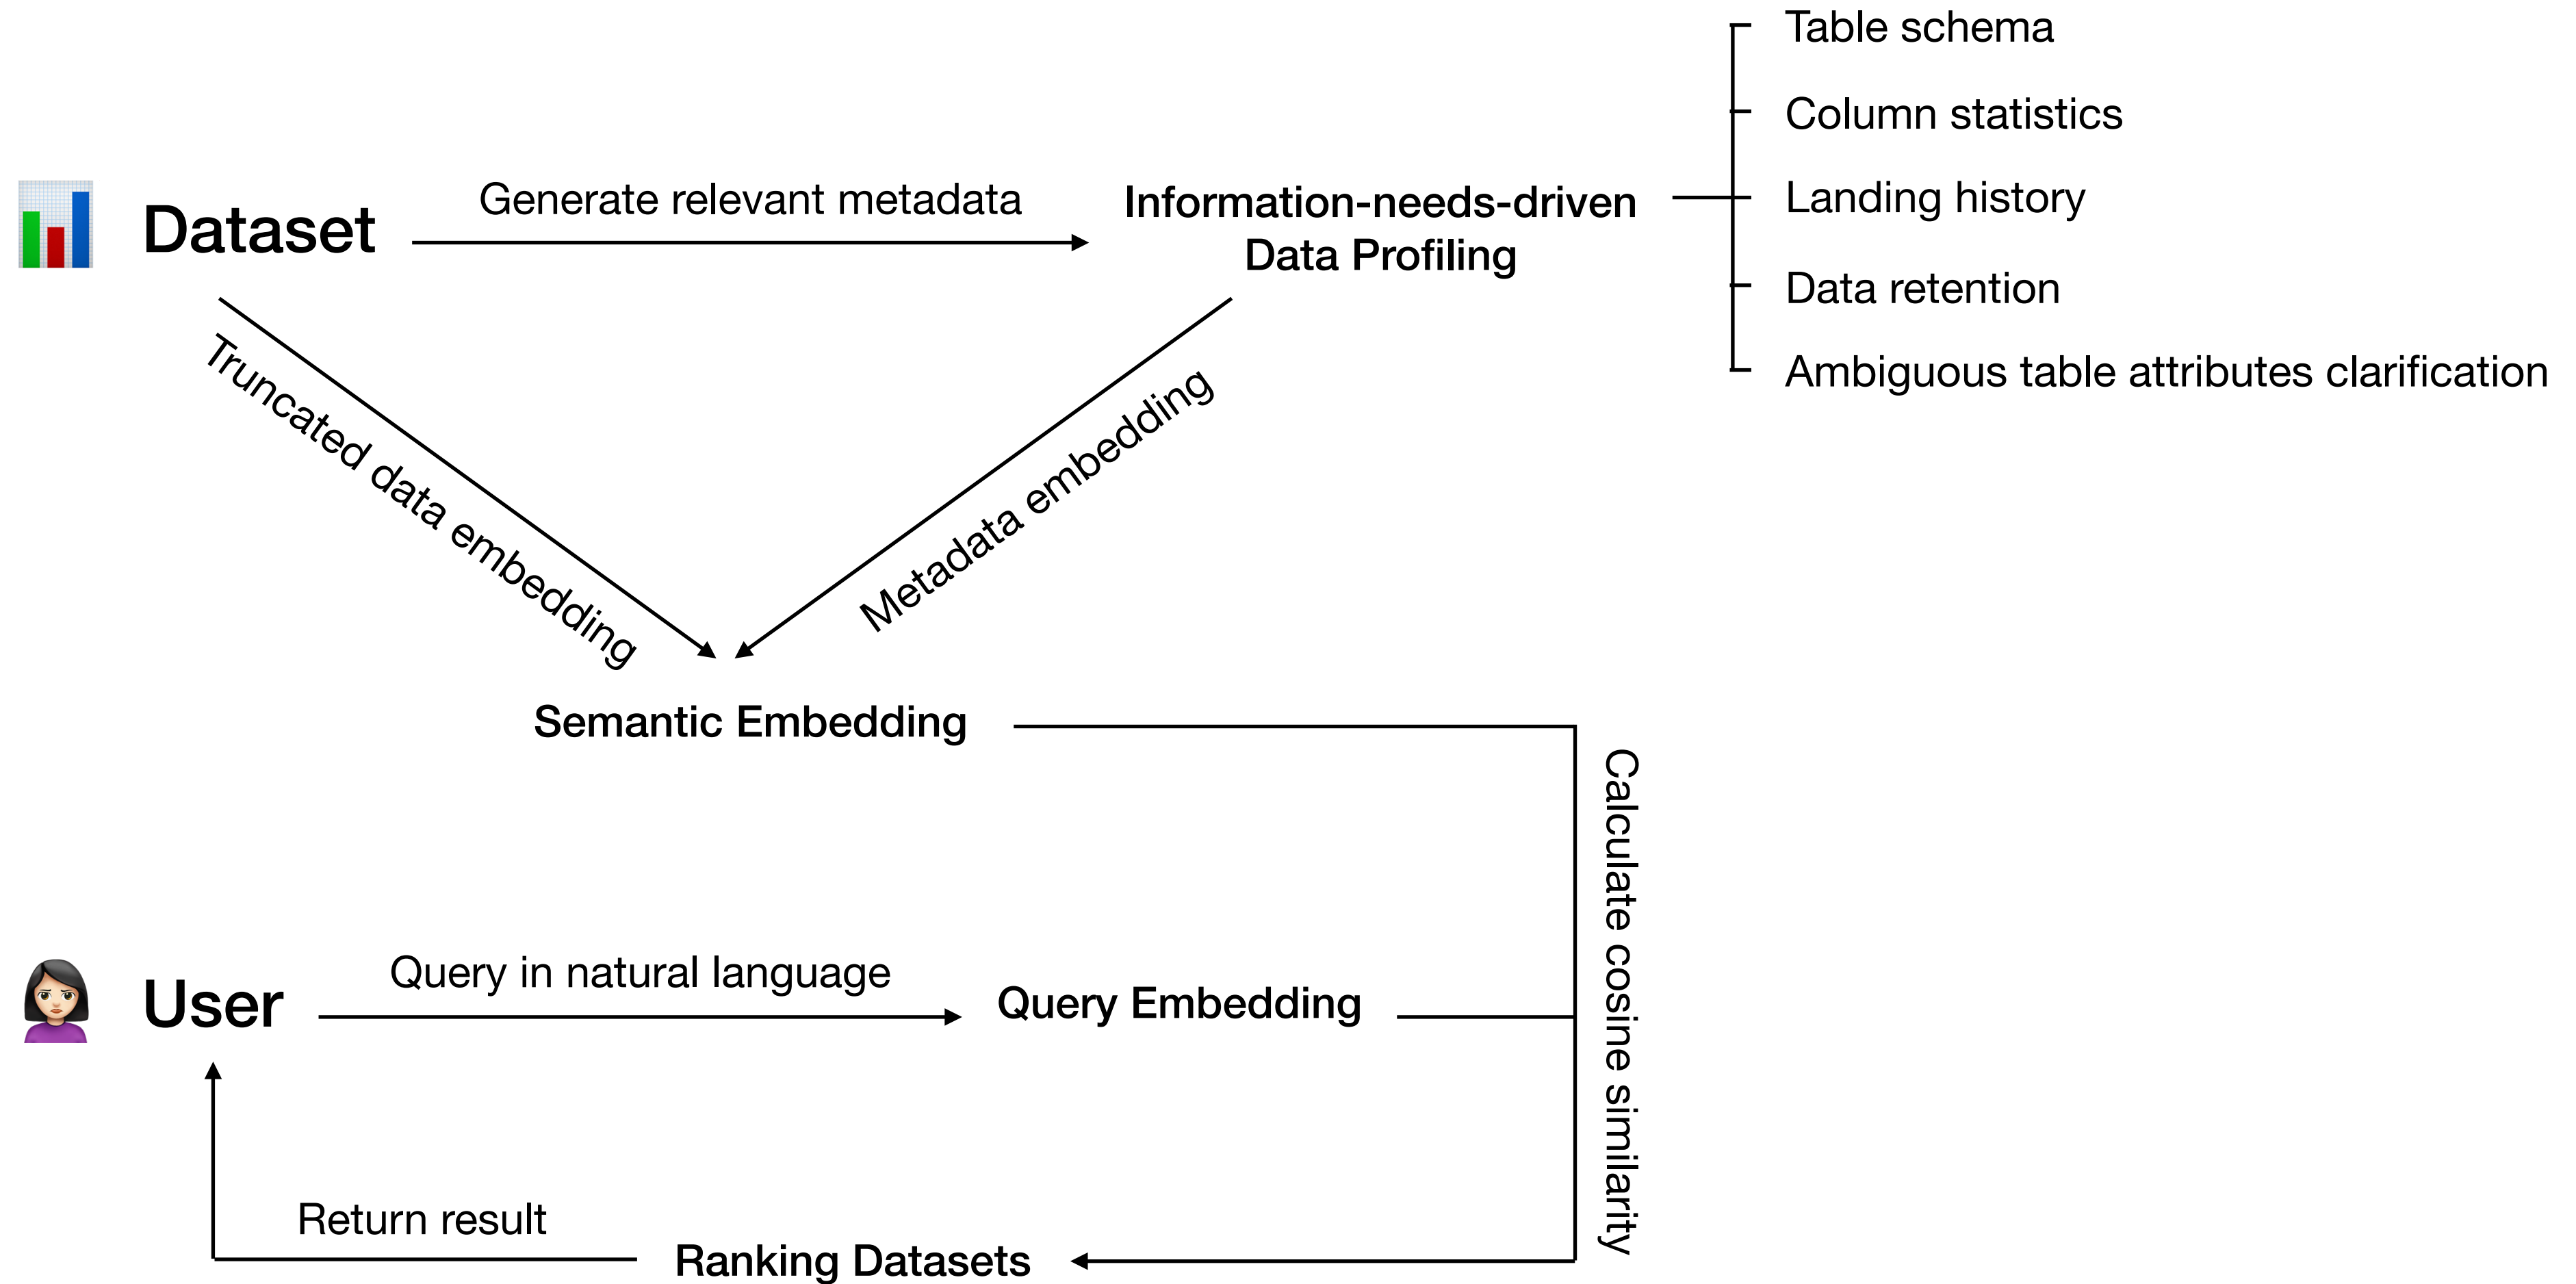 Table schema
Column statistics
Landing history
Data retention
Ambiguous table attributes clarification
Dataset
Generate relevant metadata
Information-needs-driven
Data Profiling
Truncated data embedding
Metadata embedding
Semantic Embedding
Calculate cosine similarity
User
Query in natural language
Query Embedding
Return result
Ranking Datasets